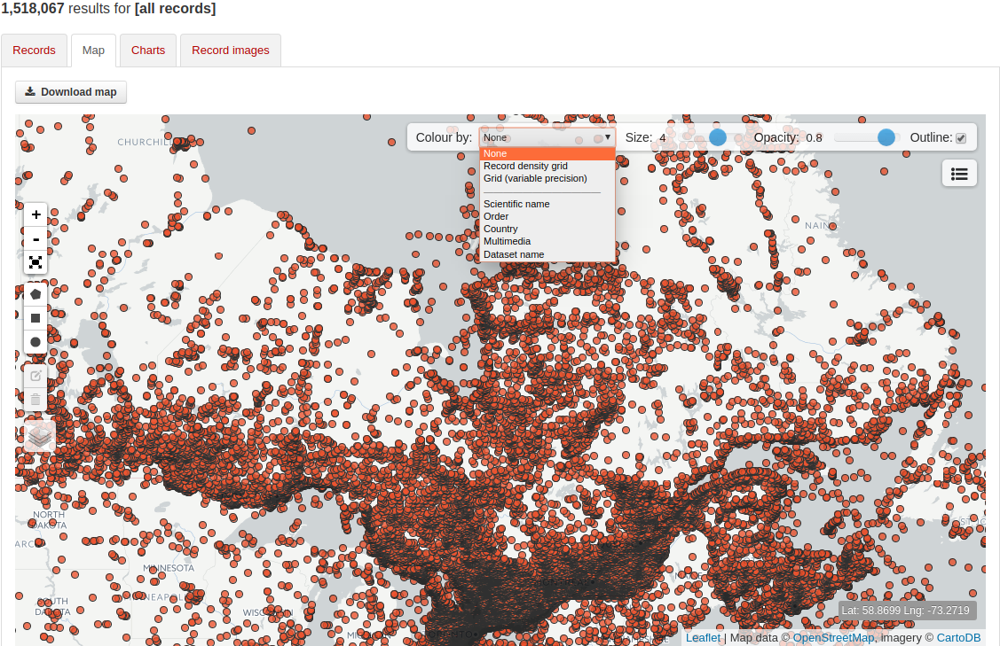 1,518,067 results for [all records]
Records Map Charts Record images
Download map
CHURCHILL
Colour by: None Size: 4 Opacity: 0.8 Outline:
None
Record density grid
Grid (variable precision)
Scientific name
Order
Country
Multimedia
Dataset name
NAIN
+
-
NORTH
DAKOTA
MINNESOTA
SOUTH
DAKOTA
Lat: 58.8699 Lng: -73.2719
Leaflet | Map data © OpenStreetMap, imagery © CartoDB